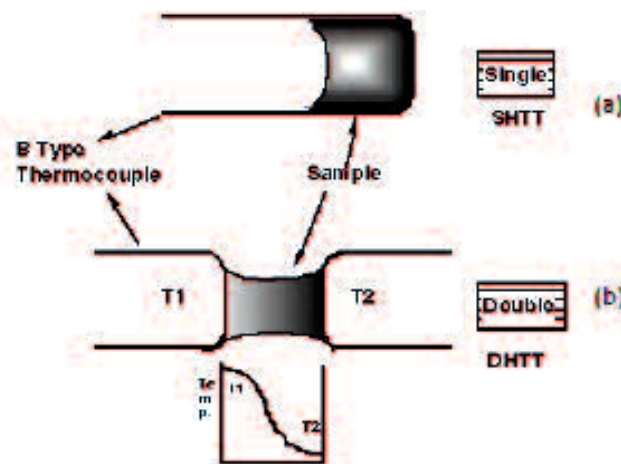 Single
SHTT
(a)
B Type
Thermocouple
Sample
T1
T2
Double
(b)
DHTT
Te
m
p.
T1
T2